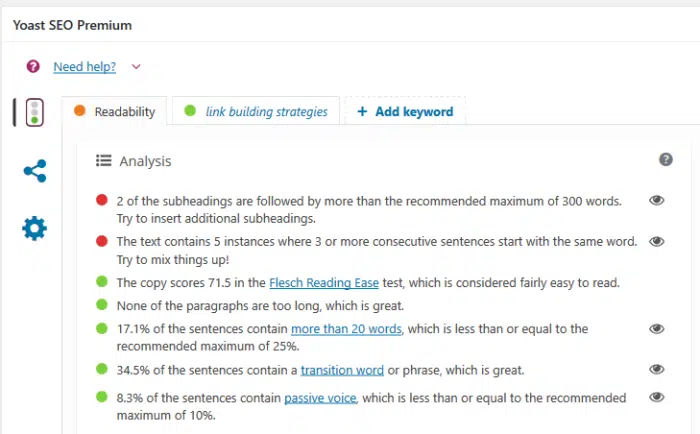 Yoast SEO Premium
Need help?
Readability
link building strategies
+ Add keyword
Analysis
2 of the subheadings are followed by more than the recommended maximum of 300 words.
Try to insert additional subheadings.
The text contains 5 instances where 3 or more consecutive sentences start with the same word.
Try to mix things up!
The copy scores 71.5 in the Flesch Reading Ease test, which is considered fairly easy to read.
None of the paragraphs are too long, which is great.
17.1% of the sentences contain more than 20 words, which is less than or equal to the
recommended maximum of 25%.
34.5% of the sentences contain a transition word or phrase, which is great.
8.3% of the sentences contain passive voice, which is less than or equal to the recommended
maximum of 10%.